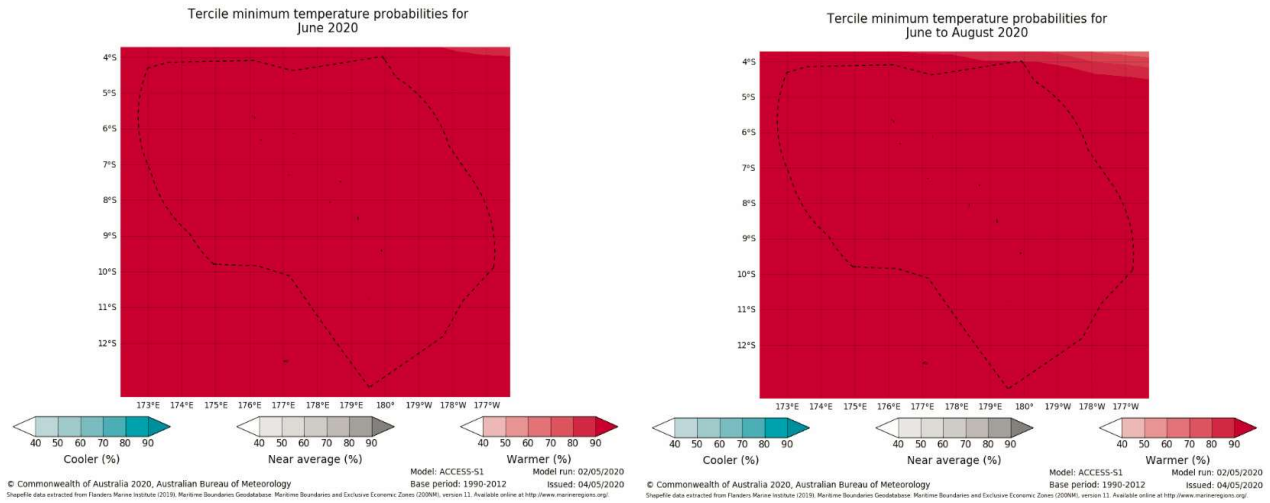 Tercile minimum temperature probabilities for
June 2020
4°S
5°S
6°S
7°S
8°S
9°S
10°S
11°S
12°S
173°E 174°E 175°E 176°E 177°E 178°E 179°E 180° 179°W 178°W 177°W
40 50 60 70 80 90
Cooler (%)
40 50 60 70 80 90
Near average (%)
40 50 60 70 80 90
Warmer (%)
Model: ACCESS-S1 Model run: 02/05/2020
© Commonwealth of Australia 2020, Australian Bureau of Meteorology Base period: 1990-2012 Issued: 04/05/2020
Shapefile data extracted from Flanders Marine Institute (2019), Maritime Boundaries Geodatabase: Maritime Boundaries and Exclusive Economic Zones (200NM), version 11. Available online at http://www.marineregions.org/.
Tercile minimum temperature probabilities for
June to August 2020
4°S
5°S
6°S
7°S
8°S
9°S
10°S
11°S
12°S
173°E 174°E 175°E 176°E 177°E 178°E 179°E 180° 179°W 178°W 177°W
40 50 60 70 80 90
Cooler (%)
40 50 60 70 80 90
Near average (%)
40 50 60 70 80 90
Warmer (%)
Model: ACCESS-S1 Model run: 02/05/2020
© Commonwealth of Australia 2020, Australian Bureau of Meteorology Base period: 1990-2012 Issued: 04/05/2020
Shapefile data extracted from Flanders Marine Institute (2019), Maritime Boundaries Geodatabase: Maritime Boundaries and Exclusive Economic Zones (200NM), version 11. Available online at http://www.marineregions.org/.